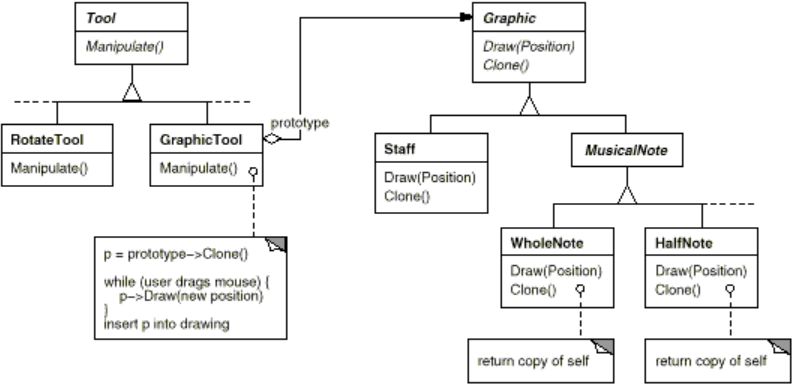 Tool
Manipulate()
Graphic
Draw(Position)
Clone()
prototype
RotateTool
Manipulate()
GraphicTool
Manipulate()
Staff
Draw(Position)
Clone()
MusicalNote
p = prototype->Clone()
while (user drags mouse) {
p->Draw(new position)
}
insert p into drawing
WholeNote
Draw(Position)
Clone()
HalfNote
Draw(Position)
Clone()
return copy of self
return copy of self